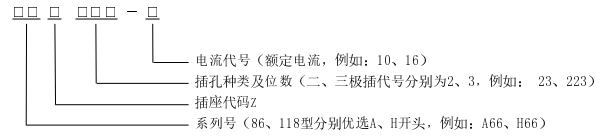 □□ □ □□□-□
电流代号(额定电流,例如:10、16)
插孔种类及位数(二、三极插代号分别为2、3,例如: 23、223)
插座代码Z
系列号(86、118型分别优选A、H开头,例如:A66、H66)